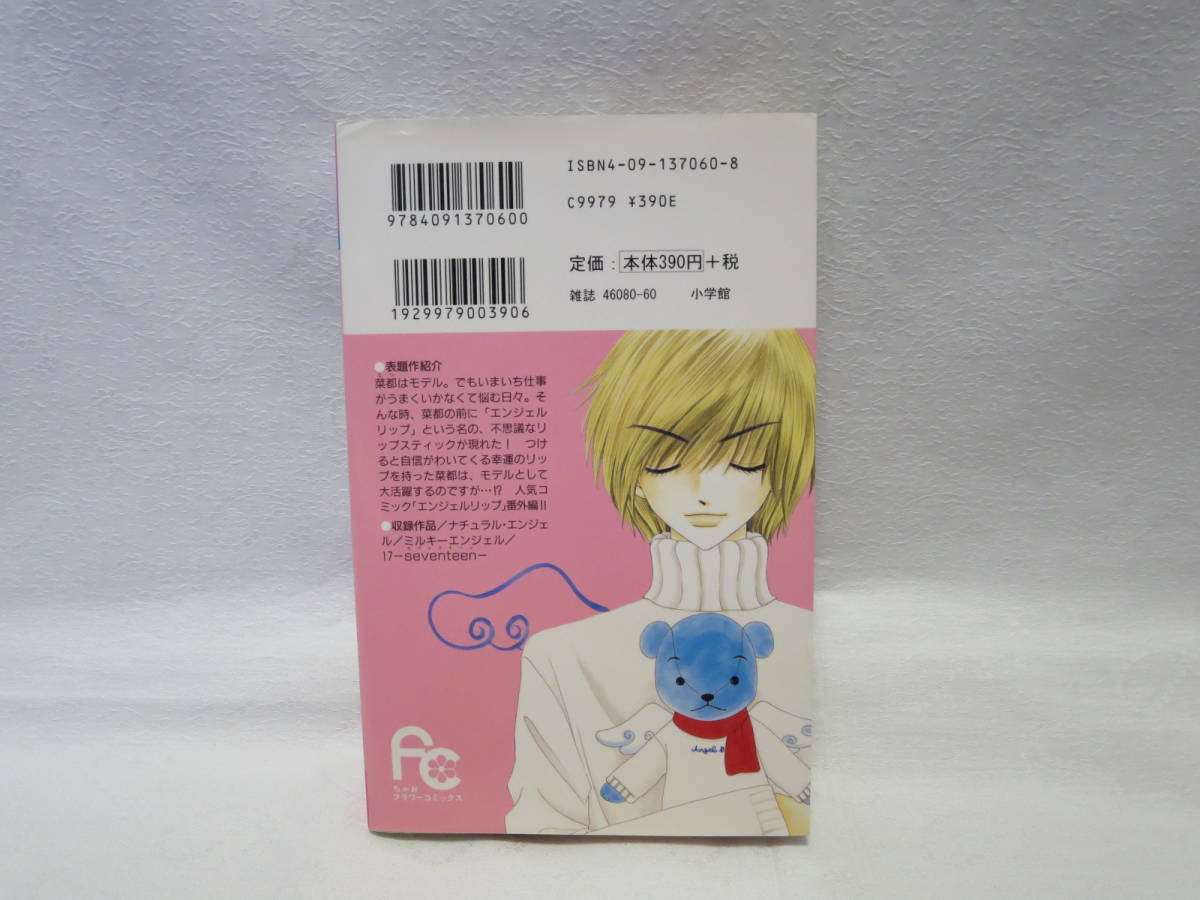 ISBN4-09-137060-8
9784091370600
C9979 ¥390E
定価：本体390円+税
1929979003906
雑誌 46080-60 小学館
●表題作紹介
菜都はモデル。でもいまいち仕事
がうまくいかなくて悩む日々。そ
んな時、菜都の前に「エンジェル
リップ」という名の、不思議なリ
ップスティックが現れた！ つけ
ると自信がわいてくる幸運のリッ
プを持った菜都は、モデルとして
大活躍するのですが…!? 人気コ
ミック「エンジェルリップ」番外編!!
●収録作品／ナチュラル・エンジェ
ル／ミルキーエンジェル／
17－seventeen－
Angel
FC
ちゃお
フラワーコミックス